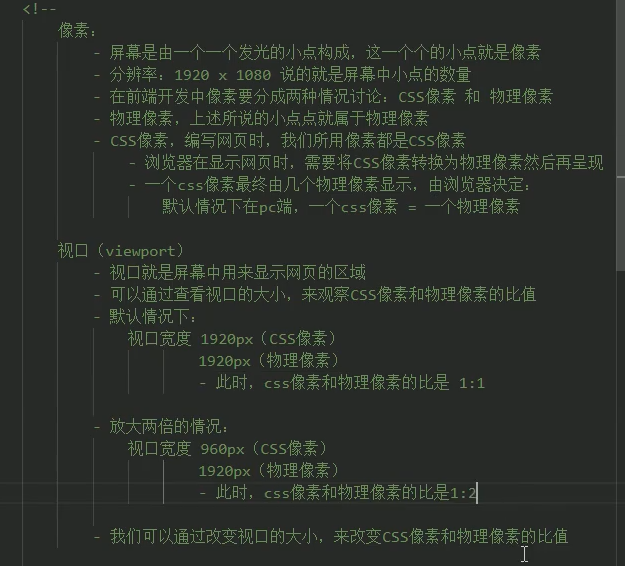 <!--
像素：
- 屏幕是由一个一个发光的小点构成，这一个个的小点就是像素
- 分辨率：1920 x 1080 说的就是屏幕中小点的数量
- 在前端开发中像素要分成两种情况讨论：CSS像素 和 物理像素
- 物理像素，上述所说的小点点就属于物理像素
- CSS像素，编写网页时，我们所用像素都是CSS像素
- 浏览器在显示网页时，需要将CSS像素转换为物理像素然后再呈现
- 一个css像素最终由几个物理像素显示，由浏览器决定：
默认情况下在pc端，一个css像素 = 一个物理像素
视口（viewport）
- 视口就是屏幕中用来显示网页的区域
- 可以通过查看视口的大小，来观察CSS像素和物理像素的比值
- 默认情况下：
视口宽度 1920px（CSS像素）
1920px（物理像素）
- 此时，css像素和物理像素的比是 1:1
- 放大两倍的情况：
视口宽度 960px（CSS像素）
1920px（物理像素）
- 此时，css像素和物理像素的比是1:2
- 我们可以通过改变视口的大小，来改变CSS像素和物理像素的比值